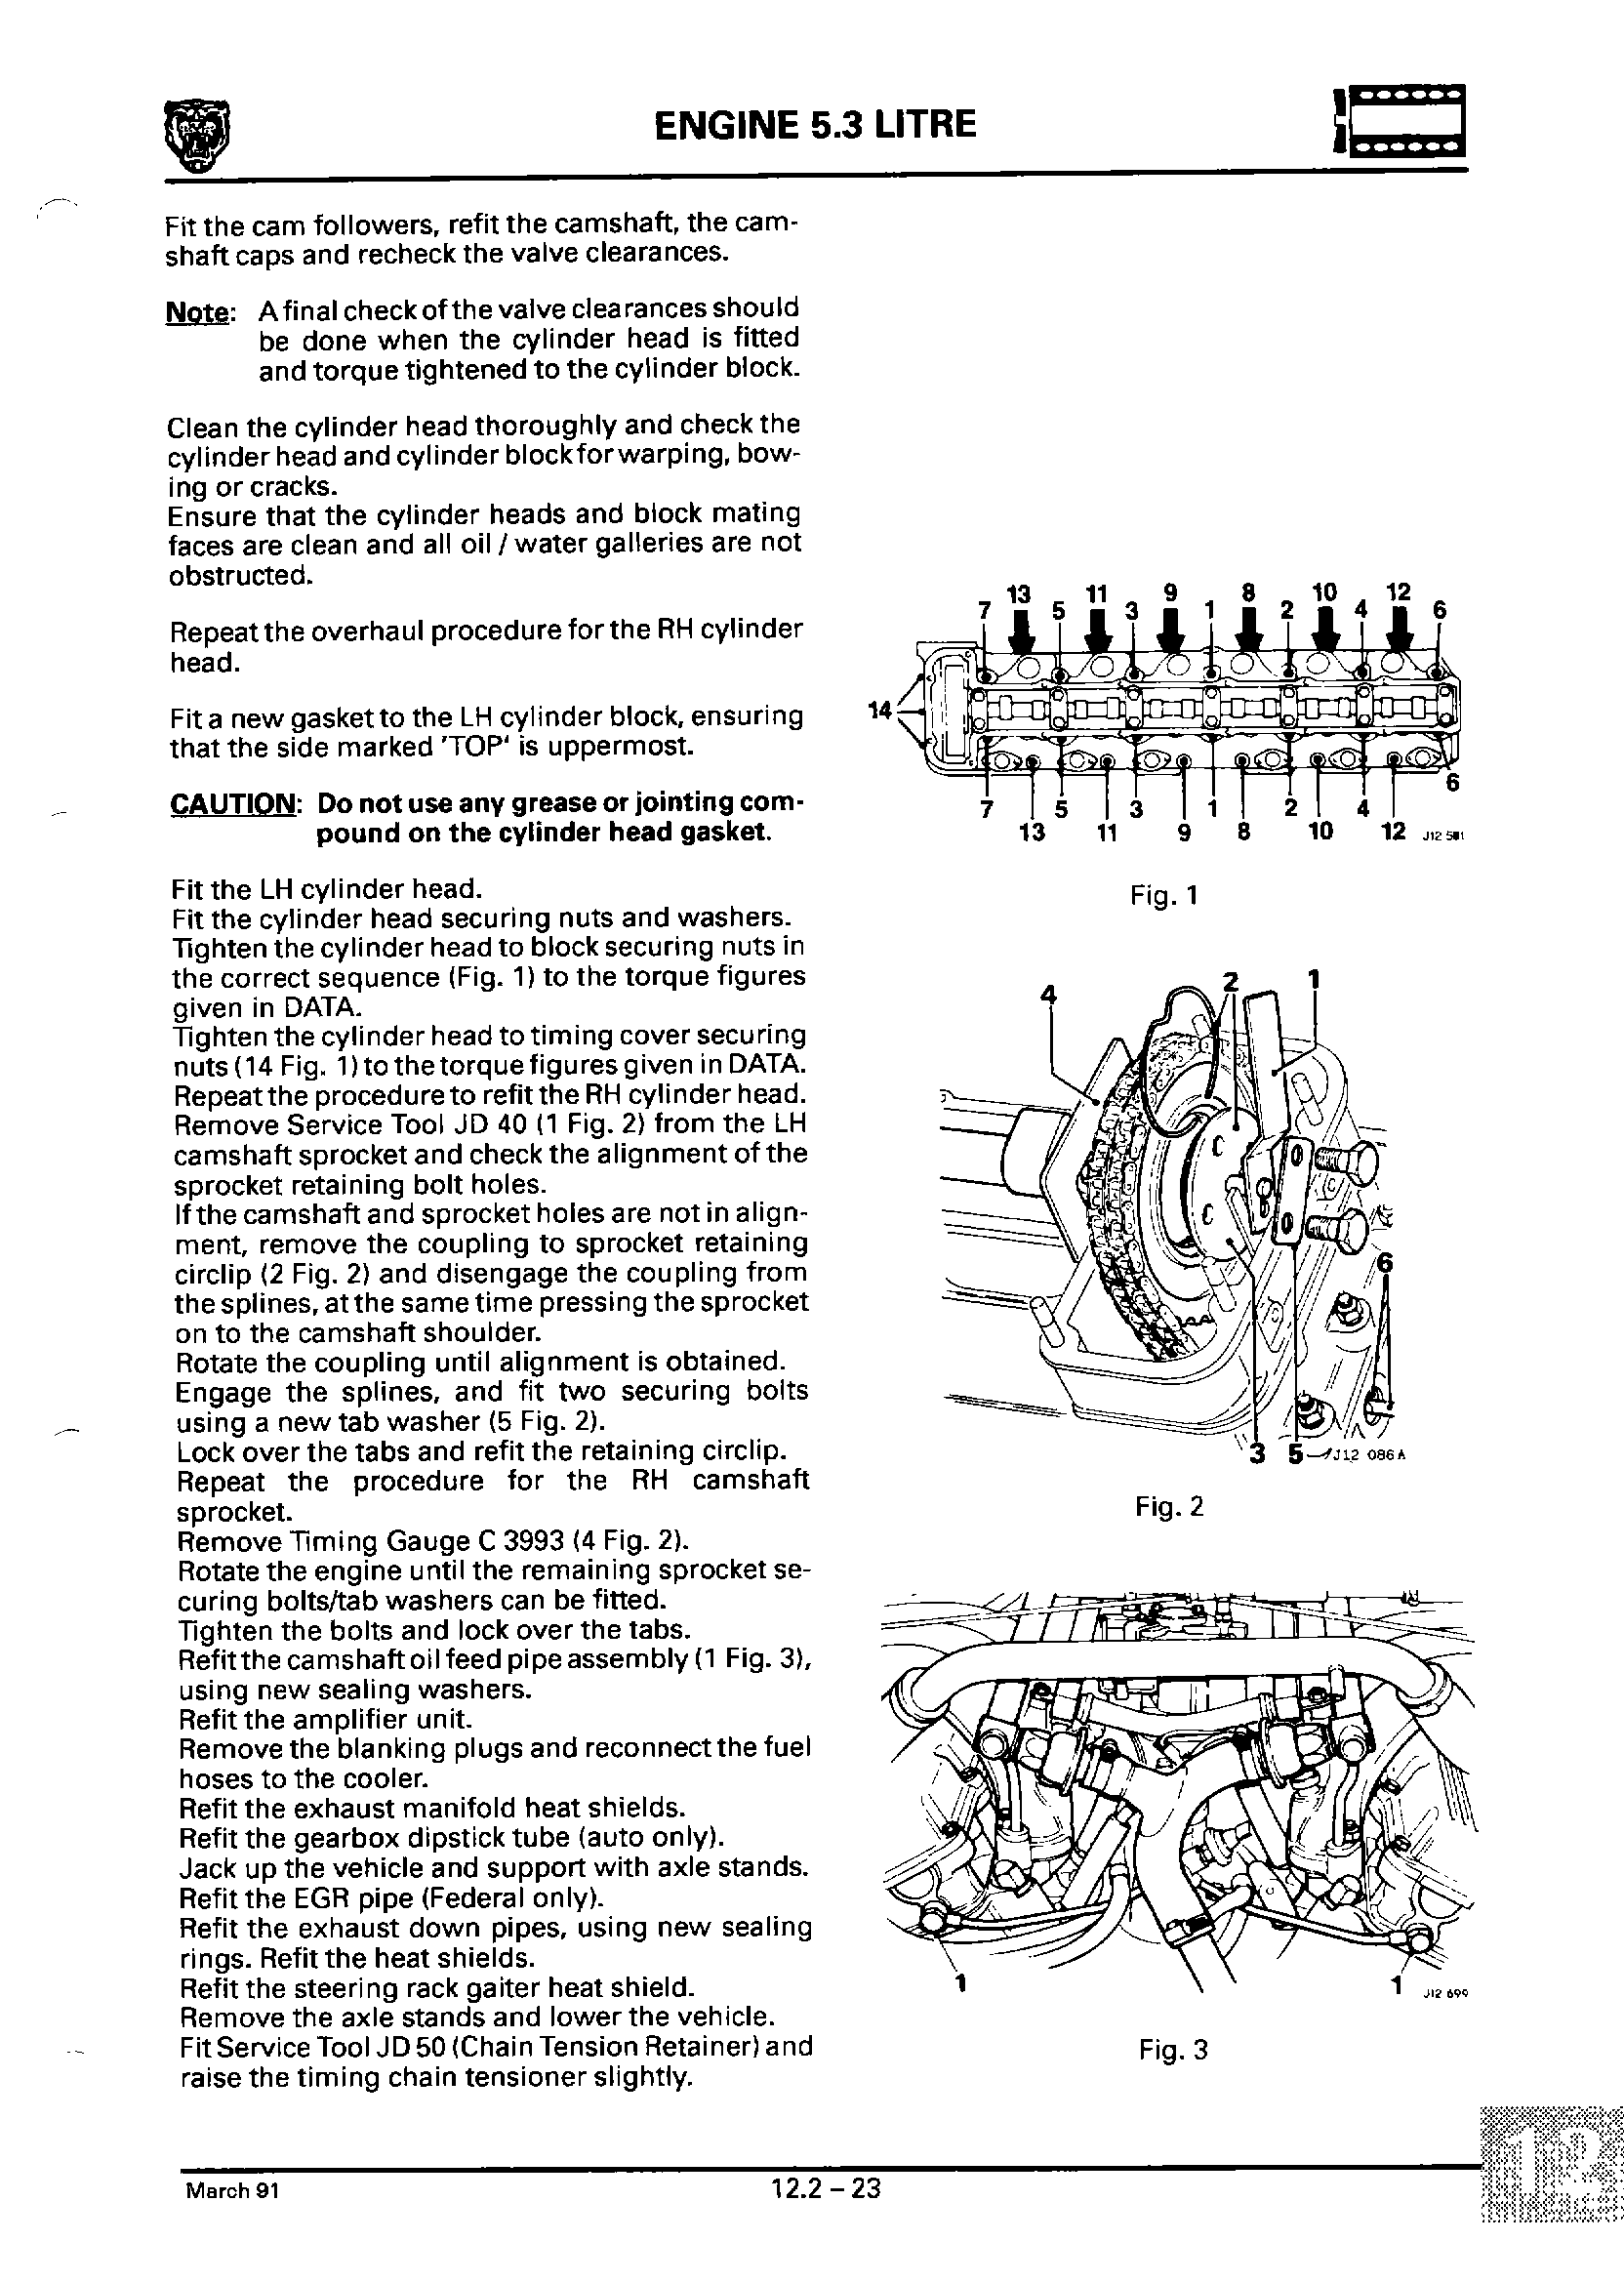 ENGINE 5.3 LITRE
Fit the cam followers, refit the camshaft, the cam-
shaft caps and recheck the valve clearances.
Note: A final check of the valve clearances should
be done when the cylinder head is fitted
and torque tightened to the cylinder block.
Clean the cylinder head thoroughly and check the
cylinder head and cylinder block for warping, bow-
ing or cracks.
Ensure that the cylinder heads and block mating
faces are clean and all oil / water galleries are not
obstructed.
Repeat the overhaul procedure for the RH cylinder
head.
Fit a new gasket to the LH cylinder block, ensuring
that the side marked 'TOP' is uppermost.
CAUTION: Do not use any grease or jointing com-
pound on the cylinder head gasket.
Fit the LH cylinder head.
Fit the cylinder head securing nuts and washers.
Tighten the cylinder head to block securing nuts in
the correct sequence (Fig. 1) to the torque figures
given in DATA.
Tighten the cylinder head to timing cover securing
nuts (14 Fig. 1) to the torque figures given in DATA.
Repeat the procedure to refit the RH cylinder head.
Remove Service Tool JD 40 (1 Fig. 2) from the LH
camshaft sprocket and check the alignment of the
sprocket retaining bolt holes.
If the camshaft and sprocket holes are not in align-
ment, remove the coupling to sprocket retaining
circlip (2 Fig. 2) and disengage the coupling from
the splines, at the same time pressing the sprocket
on to the camshaft shoulder.
Rotate the coupling until alignment is obtained.
Engage the splines, and fit two securing bolts
using a new tab washer (5 Fig. 2).
Lock over the tabs and refit the retaining circlip.
Repeat the procedure for the RH camshaft
sprocket.
Remove Timing Gauge C 3993 (4 Fig. 2).
Rotate the engine until the remaining sprocket se-
curing bolts/tab washers can be fitted.
Tighten the bolts and lock over the tabs.
Refit the camshaft oil feed pipe assembly (1 Fig. 3),
using new sealing washers.
Refit the amplifier unit.
Remove the blanking plugs and reconnect the fuel
hoses to the cooler.
Refit the exhaust manifold heat shields.
Refit the gearbox dipstick tube (auto only).
Jack up the vehicle and support with axle stands.
Refit the EGR pipe (Federal only).
Refit the exhaust down pipes, using new sealing
rings. Refit the heat shields.
Refit the steering rack gaiter heat shield.
Remove the axle stands and lower the vehicle.
Fit Service Tool JD 50 (Chain Tension Retainer) and
raise the timing chain tensioner slightly.
13 11 9 8 10 12
7 5 3 1 2 4 6
14
6
7 5 3 1 2 4
13 11 9 8 10 12
Fig. 1
4 2 1
6
3 5 J12 086A
Fig. 2
1 1 J12 699
Fig. 3
March 91
12.2 – 23
12